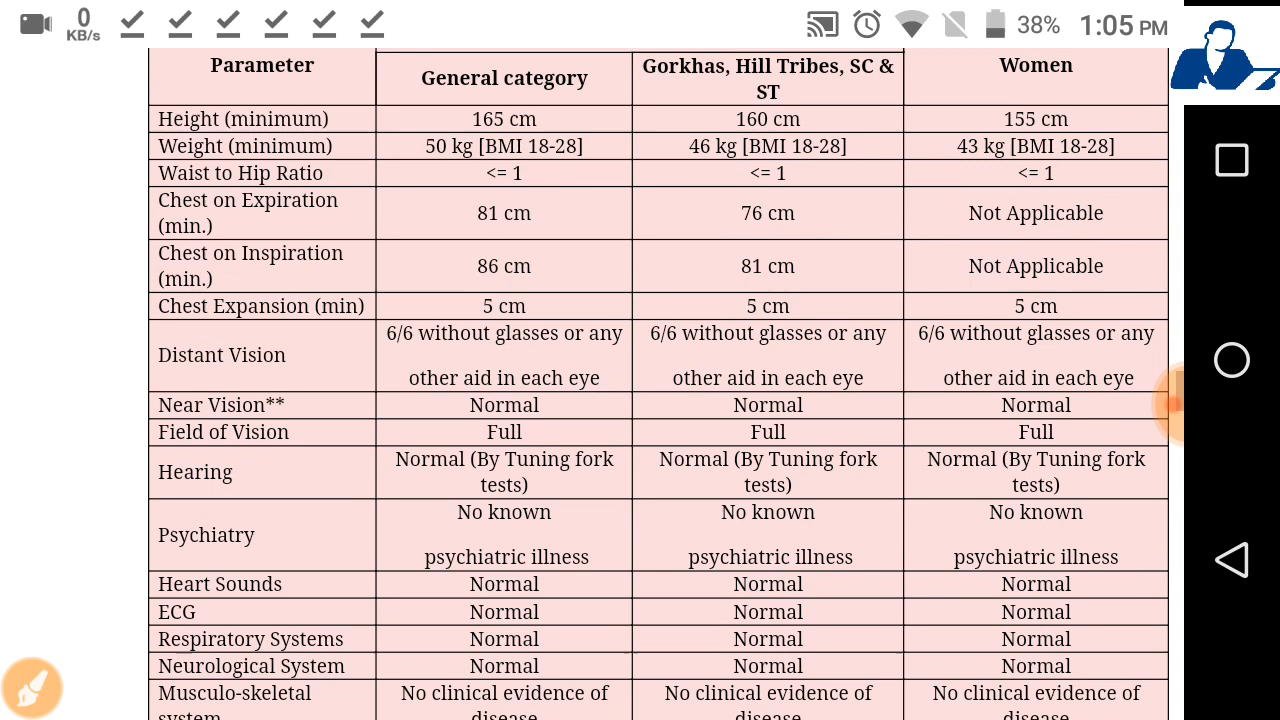 0
KB/s
38%
1:05 PM
Parameter
General category
Gorkhas, Hill Tribes, SC &
ST
Women
Height (minimum) 165 cm 160 cm 155 cm
Weight (minimum) 50 kg [BMI 18-28] 46 kg [BMI 18-28] 43 kg [BMI 18-28]
Waist to Hip Ratio <= 1 <= 1 <= 1
Chest on Expiration
(min.)
81 cm 76 cm Not Applicable
Chest on Inspiration
(min.)
86 cm 81 cm Not Applicable
Chest Expansion (min) 5 cm 5 cm 5 cm
Distant Vision
6/6 without glasses or any
other aid in each eye
6/6 without glasses or any
other aid in each eye
6/6 without glasses or any
other aid in each eye
Near Vision** Normal Normal Normal
Field of Vision Full Full Full
Hearing
Normal (By Tuning fork
tests)
Normal (By Tuning fork
tests)
Normal (By Tuning fork
tests)
Psychiatry
No known
psychiatric illness
No known
psychiatric illness
No known
psychiatric illness
Heart Sounds Normal Normal Normal
ECG Normal Normal Normal
Respiratory Systems Normal Normal Normal
Neurological System Normal Normal Normal
Musculo-skeletal
system
No clinical evidence of
disease
No clinical evidence of
disease
No clinical evidence of
disease